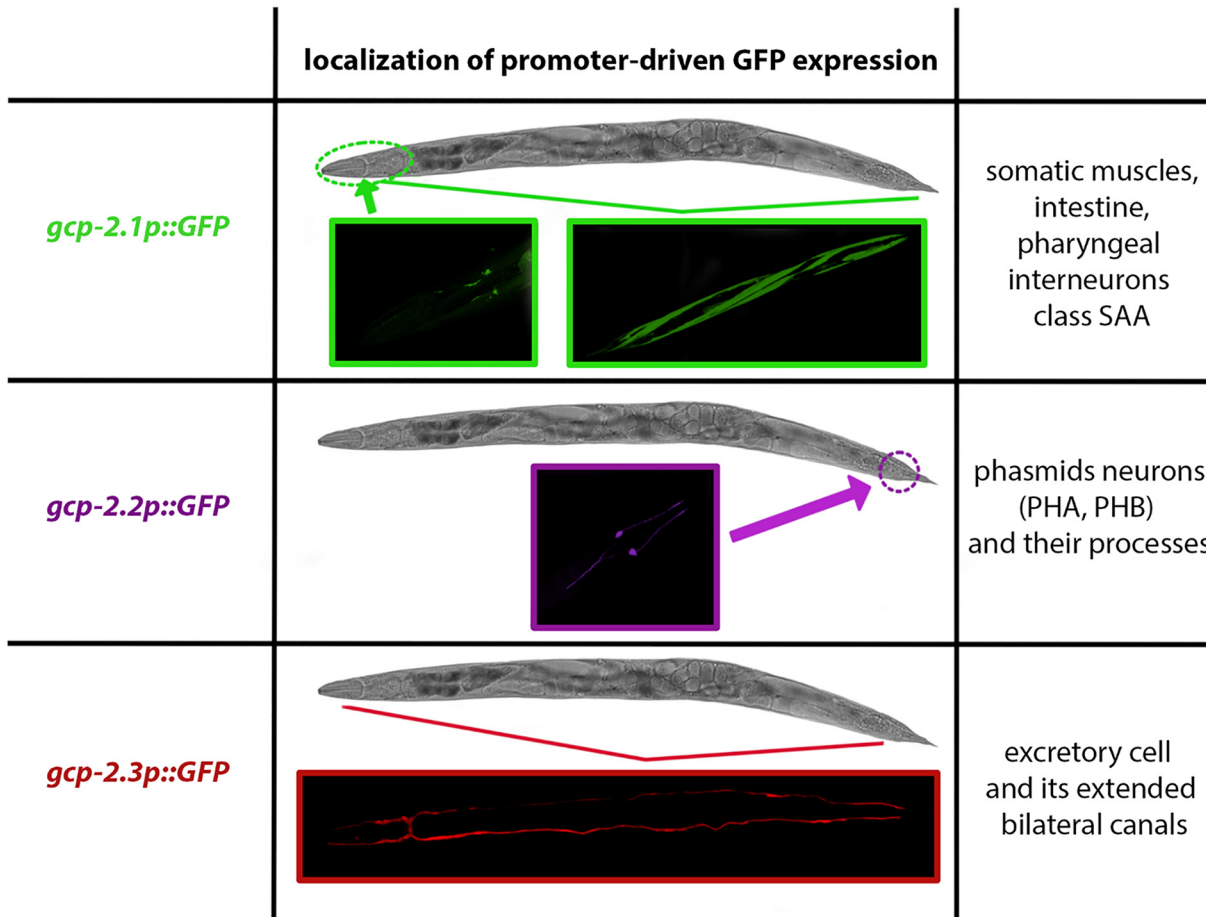 localization of promoter-driven GFP expression
gcp-2.1p::GFP
somatic muscles,
intestine,
pharyngeal
interneurons
class SAA
gcp-2.2p::GFP
phasmids neurons
(PHA, PHB)
and their processes
gcp-2.3p::GFP
excretory cell
and its extended
bilateral canals